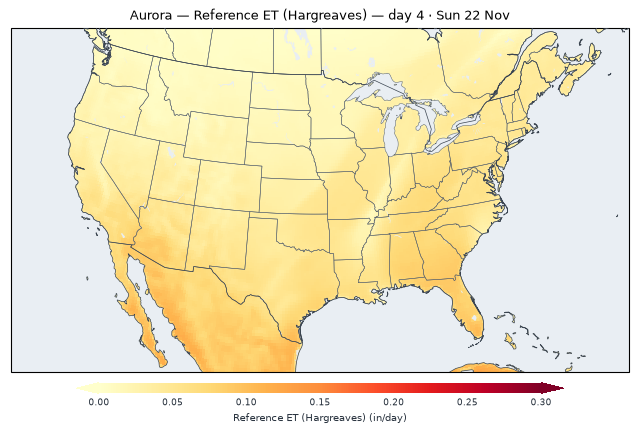 Aurora — Reference ET (Hargreaves) — day 4 · Sun 22 Nov
0.00 0.05 0.10 0.15 0.20 0.25 0.30
Reference ET (Hargreaves) (in/day)